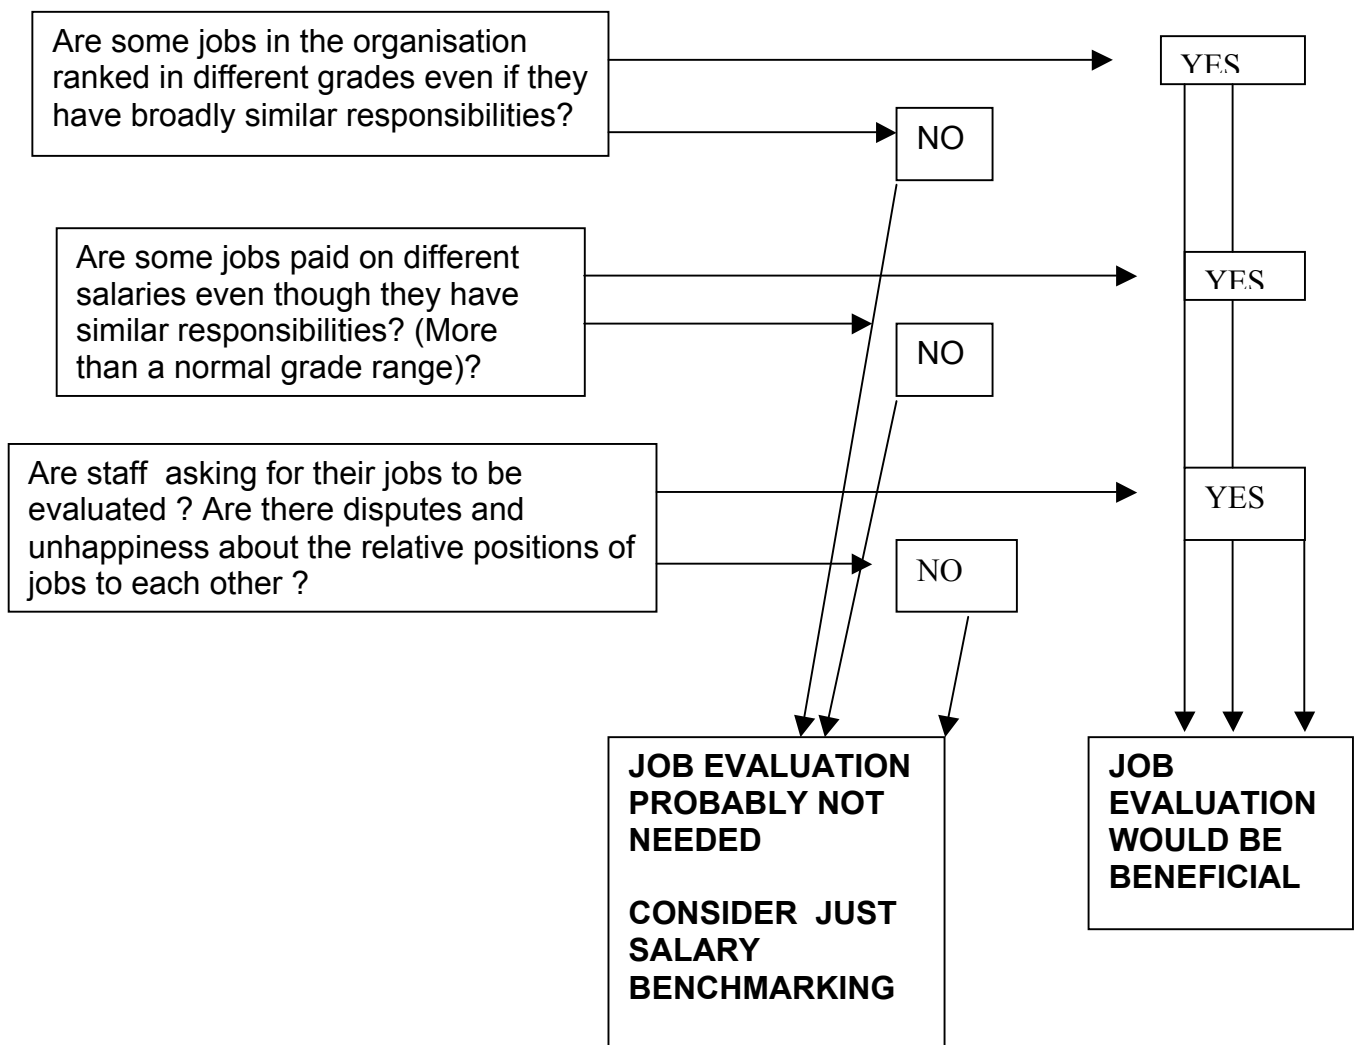 Are some jobs in the organisation
ranked in different grades even if they
have broadly similar responsibilities?
YES
NO
Are some jobs paid on different
salaries even though they have
similar responsibilities? (More
than a normal grade range)?
YES
NO
Are staff  asking for their jobs to be
evaluated ? Are there disputes and
unhappiness about the relative positions of
jobs to each other ?
YES
NO
JOB EVALUATION
PROBABLY NOT
NEEDED
CONSIDER  JUST
SALARY
BENCHMARKING
JOB
EVALUATION
WOULD BE
BENEFICIAL